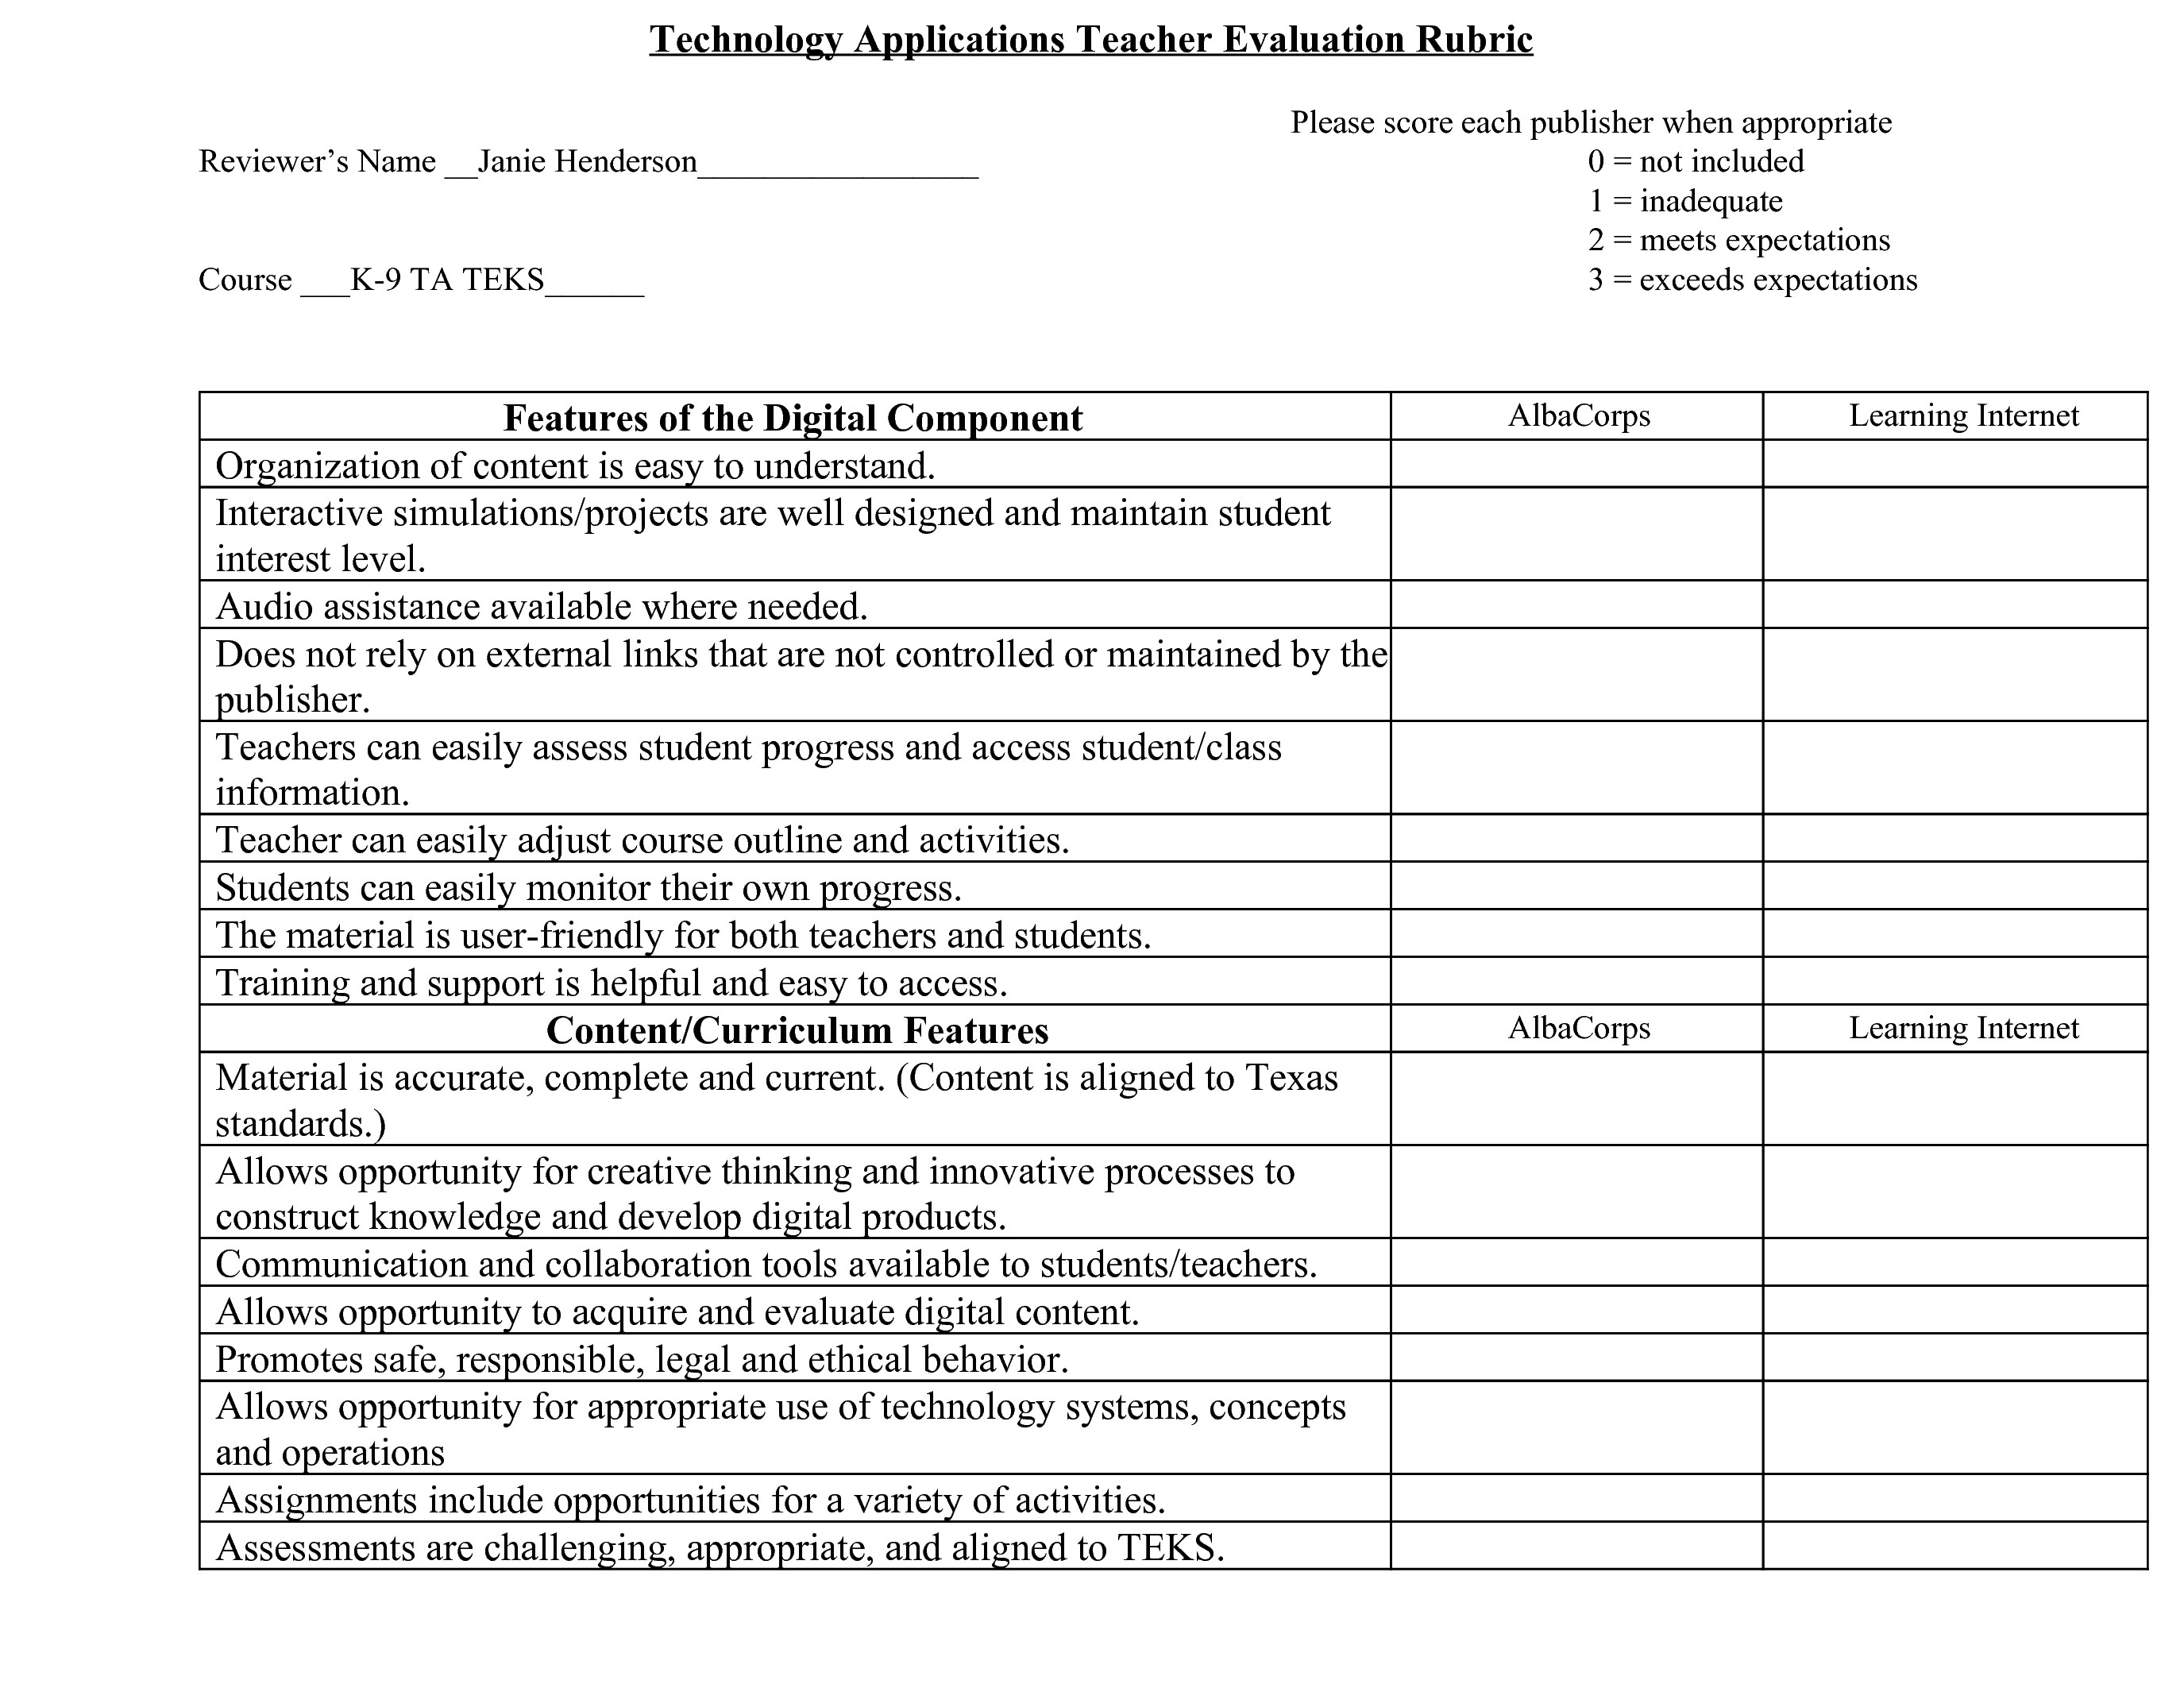 Technology Applications Teacher Evaluation Rubric
Please score each publisher when appropriate
Reviewer’s Name __Janie Henderson_________________
0 = not included
1 = inadequate
2 = meets expectations
Course ___K-9 TA TEKS______
3 = exceeds expectations
Features of the Digital Component AlbaCorps Learning Internet
Organization of content is easy to understand.
Interactive simulations/projects are well designed and maintain student
interest level.
Audio assistance available where needed.
Does not rely on external links that are not controlled or maintained by the
publisher.
Teachers can easily assess student progress and access student/class
information.
Teacher can easily adjust course outline and activities.
Students can easily monitor their own progress.
The material is user-friendly for both teachers and students.
Training and support is helpful and easy to access.
Content/Curriculum Features AlbaCorps Learning Internet
Material is accurate, complete and current. (Content is aligned to Texas
standards.)
Allows opportunity for creative thinking and innovative processes to
construct knowledge and develop digital products.
Communication and collaboration tools available to students/teachers.
Allows opportunity to acquire and evaluate digital content.
Promotes safe, responsible, legal and ethical behavior.
Allows opportunity for appropriate use of technology systems, concepts
and operations
Assignments include opportunities for a variety of activities.
Assessments are challenging, appropriate, and aligned to TEKS.